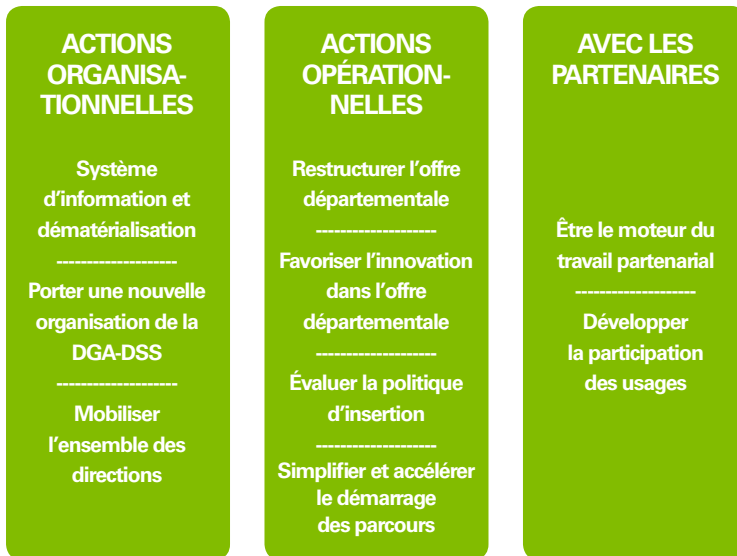 ACTIONS
ORGANISA-
TIONNELLES
Système
d'information et
dématérialisation
--------------------
Porter une nouvelle
organisation de la
DGA-DSS
--------------------
Mobiliser
l'ensemble des
directions
ACTIONS
OPÉRATION-
NELLES
Restructurer l'offre
départementale
--------------------
Favoriser l'innovation
dans l'offre
départementale
--------------------
Évaluer la politique
d'insertion
--------------------
Simplifier et accélérer
le démarrage
des parcours
AVEC LES
PARTENAIRES
Être le moteur du
travail partenarial
--------------------
Développer
la participation
des usages